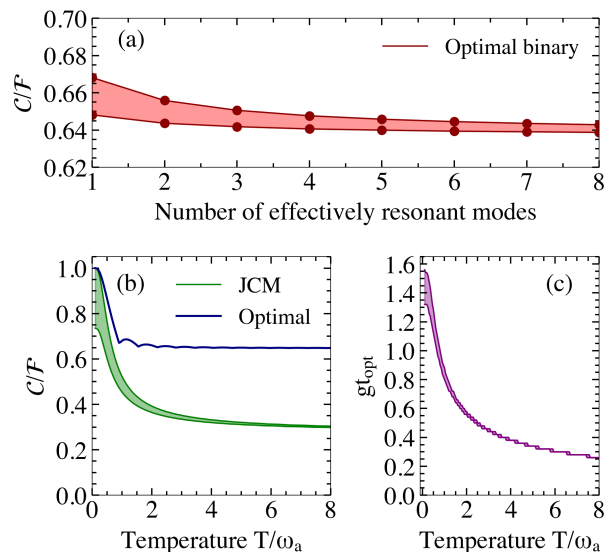 0.70
(a)
Optimal binary
0.68
0.66
0.64
0.62
C/F
1 2 3 4 5 6 7 8
Number of effectively resonant modes
1.0
(b)
JCM
Optimal
0.8
0.6
0.4
0.2
0.0
C/F
0 2 4 6 8
Temperature T/ωa
1.6
(c)
1.4
1.2
1.0
0.8
0.6
0.4
0.2
0.0
gtopt
0 2 4 6 8
Temperature T/ωa